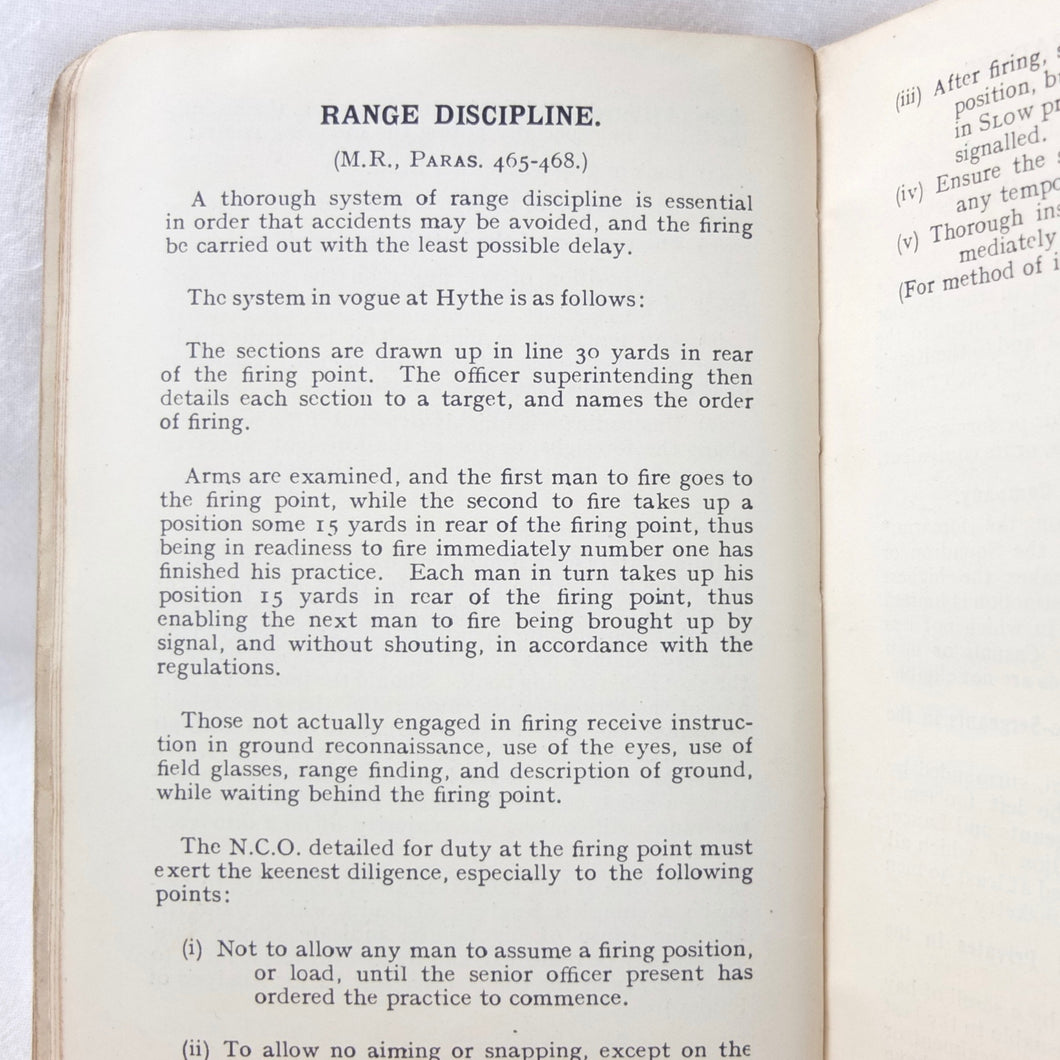 RANGE DISCIPLINE.
(M.R., PARAS. 465-468.)
A thorough system of range discipline is essential
in order that accidents may be avoided, and the firing
be carried out with the least possible delay.
The system in vogue at Hythe is as follows:
The sections are drawn up in line 30 yards in rear
of the firing point. The officer superintending then
details each section to a target, and names the order
of firing.
Arms are examined, and the first man to fire goes to
the firing point, while the second to fire takes up a
position some 15 yards in rear of the firing point, thus
being in readiness to fire immediately number one has
finished his practice. Each man in turn takes up his
position 15 yards in rear of the firing point, thus
enabling the next man to fire being brought up by
signal, and without shouting, in accordance with the
regulations.
Those not actually engaged in firing receive instruc-
tion in ground reconnaissance, use of the eyes, use of
field glasses, range finding, and description of ground,
while waiting behind the firing point.
The N.C.O. detailed for duty at the firing point must
exert the keenest diligence, especially to the following
points:
(i) Not to allow any man to assume a firing position,
or load, until the senior officer present has
ordered the practice to commence.
(ii) To allow no aiming or snapping, except on the
(iii) After firing,
position,
in SLOW
signalled.
(iv) Ensure the
any
(v) Thorough
mediately
(For method of